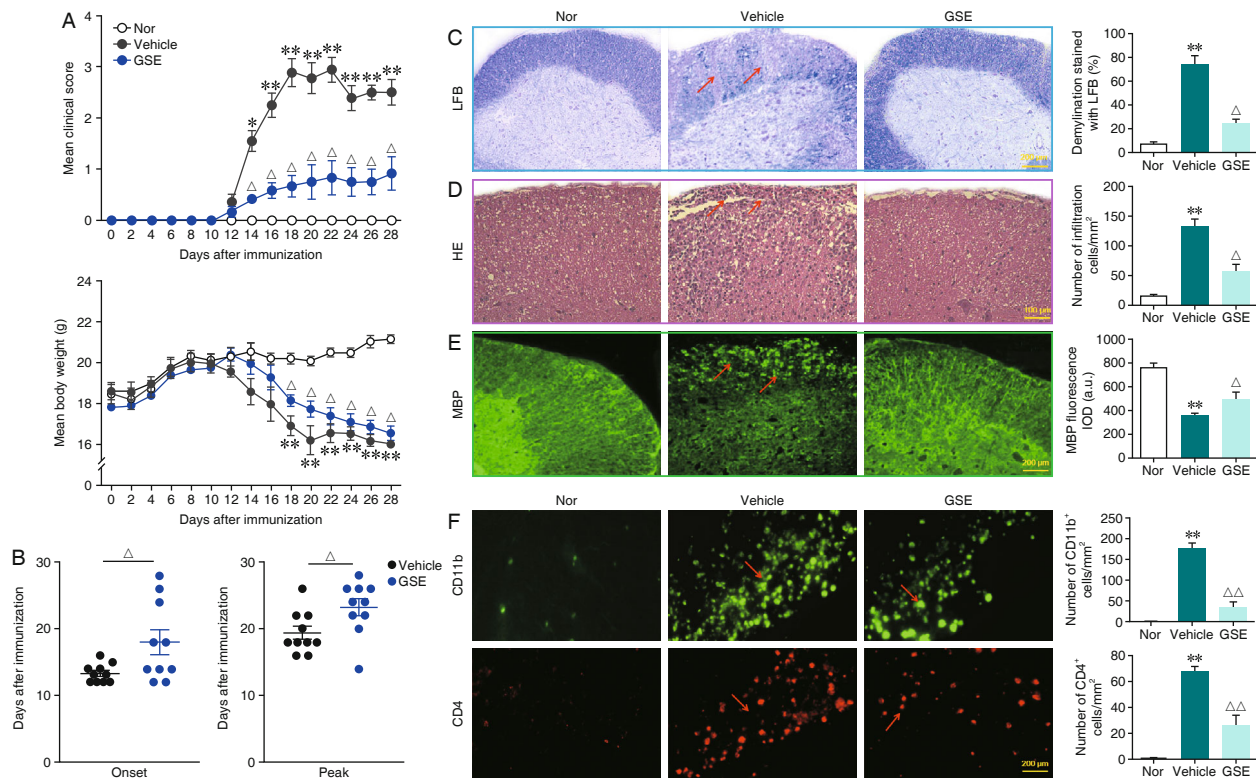 A
Nor
Vehicle
GSE
Mean clinical score
4
3
2
1
0
* ** ** ** ** ** ** ** 
△ △ △ △ △ △ △ △
0 2 4 6 8 10 12 14 16 18 20 22 24 26 28
Days after immunization
Mean body weight (g)
22
20
18
16
0
△ △ △ △ △ △
** ** ** ** ** **
0 2 4 6 8 10 12 14 16 18 20 22 24 26 28
Days after immunization
B
Days after immunization
30
20
10
0
△
Onset
Days after immunization
30
20
10
0
△
Peak
Vehicle
GSE
Nor Vehicle GSE
C
LFB
200 μm
Demylination stained
with LFB (%)
100
80
60
40
20
0
**
△
Nor Vehicle GSE
D
HE
100 μm
Number of infiltration
cells/mm²
200
150
100
50
0
**
△
Nor Vehicle GSE
E
MBP
200 μm
MBP fluorescence
IOD (a.u.)
1000
800
600
400
200
0
**
△
Nor Vehicle GSE
Nor Vehicle GSE
F
CD11b
Number of CD11b⁺
cells/mm²
250
200
150
100
50
0
**
△△
Nor Vehicle GSE
CD4
200 μm
Number of CD4⁺
cells/mm²
80
60
40
20
0
**
△△
Nor Vehicle GSE